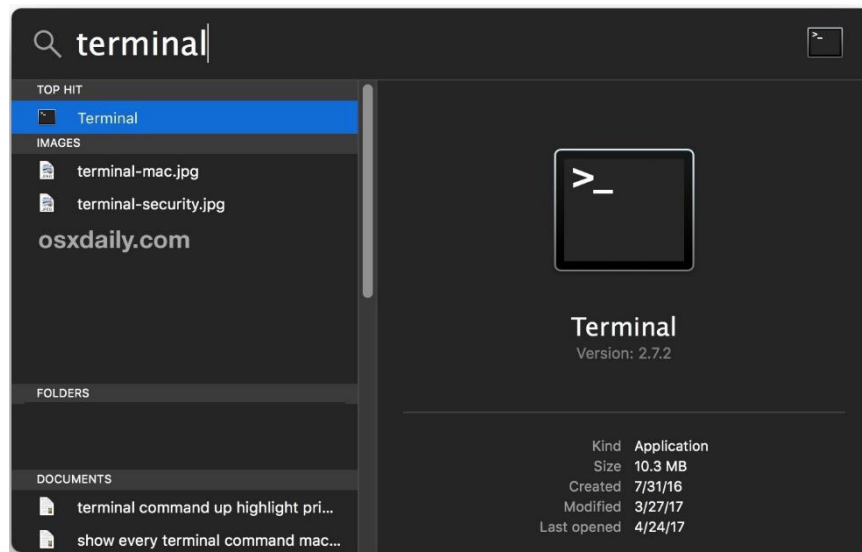 terminal
>_
TOP HIT
>_ Terminal
IMAGES
terminal-mac.jpg
terminal-security.jpg
osxdaily.com
FOLDERS
DOCUMENTS
terminal command up highlight pri...
show every terminal command mac...
>_
Terminal
Version: 2.7.2
Kind Application
Size 10.3 MB
Created 7/31/16
Modified 3/27/17
Last opened 4/24/17